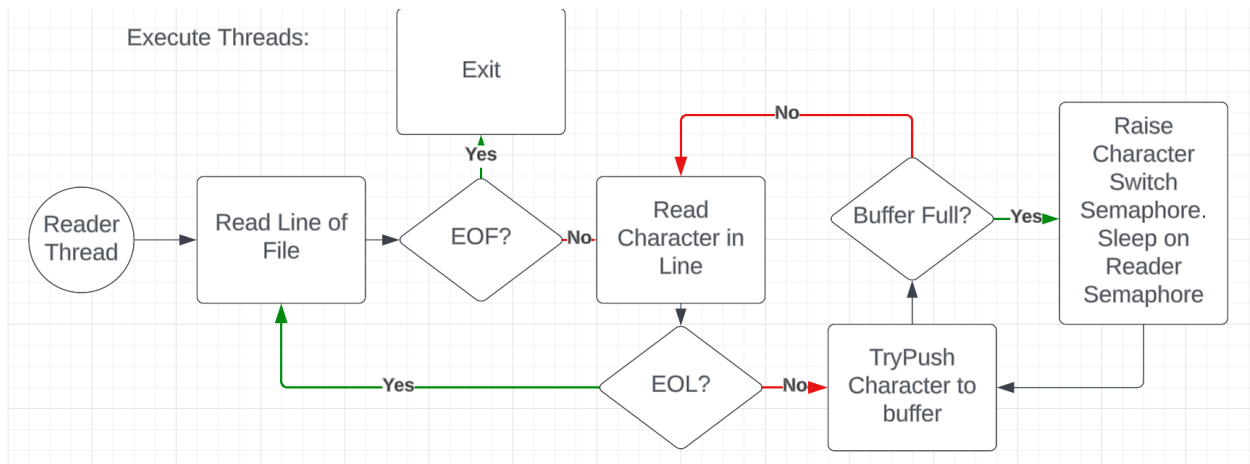 Execute Threads:
Exit
Yes
Reader
Thread
Read Line of
File
EOF?
No
Read
Character in
Line
No
Buffer Full?
Yes
Raise
Character
Switch
Semaphore.
Sleep on
Reader
Semaphore
Yes
EOL?
No
TryPush
Character to
buffer